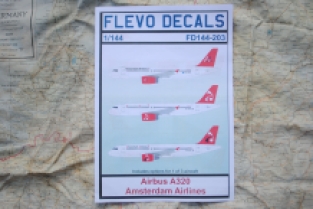 FLEVO DECALS
1/144
FD144-203
Airbus A320
Amsterdam Airlines